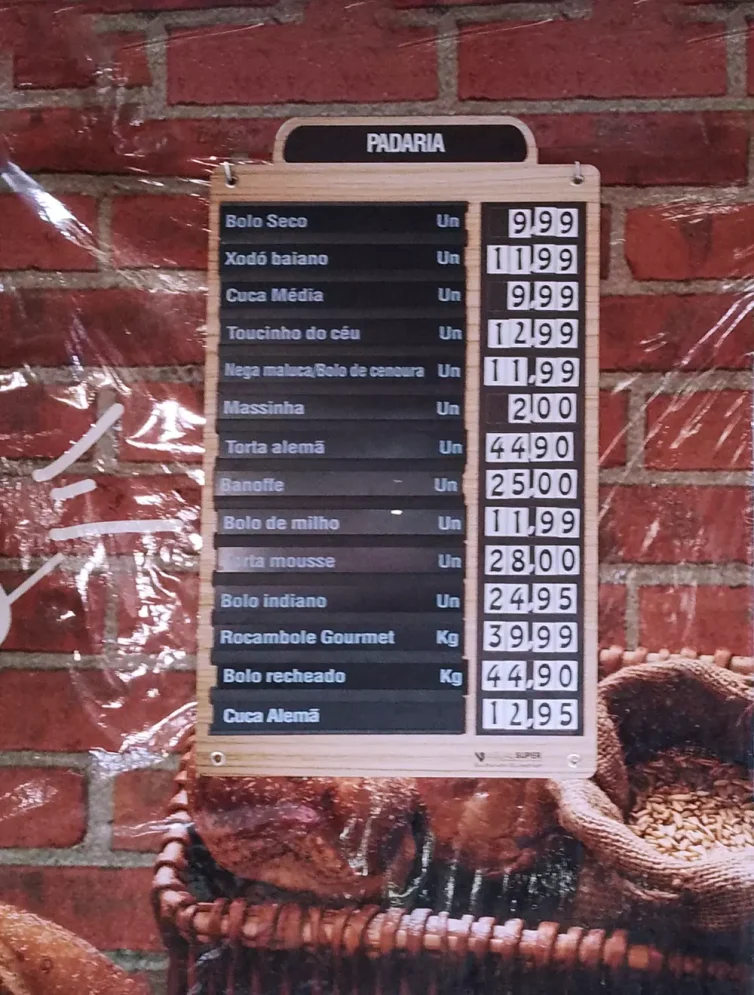 PADARIA
Bolo Seco Un 9,99
Xodó baiano Un 11,99
Cuca Média Un 9,99
Toucinho do céu Un 12,99
Nega maluca/Bolo de cenoura Un 11,99
Massinha Un 2,00
Torta alemã Un 44,90
Banoffe Un 25,00
Bolo de milho Un 11,99
Torta mousse Un 28,00
Bolo indiano Un 24,95
Rocambole Gourmet Kg 39,99
Bolo recheado Kg 44,90
Cuca Alemã 12,95
SUPER